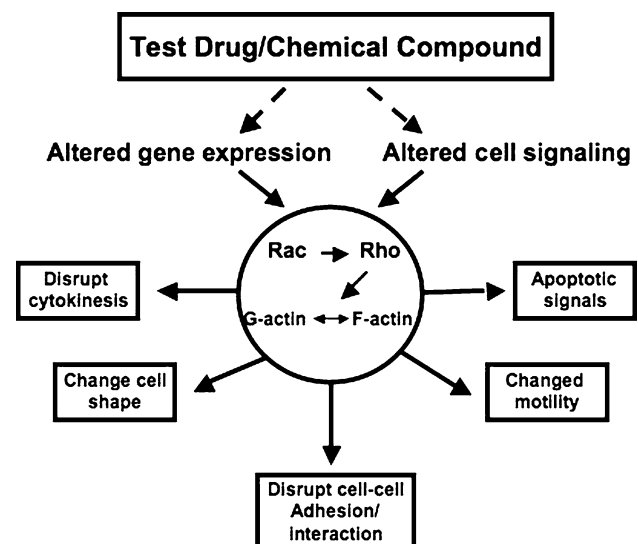 Test Drug/Chemical Compound
Altered gene expression
Altered cell signaling
Rac
Rho
G-actin
F-actin
Disrupt
cytokinesis
Apoptotic
signals
Change cell
shape
Changed
motility
Disrupt cell-cell
Adhesion/
interaction